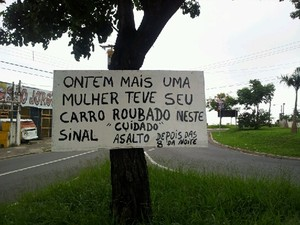 ONTEM MAIS UMA
MULHER TEVE SEU
CARRO ROUBADO NESTE
SINAL "CUIDADO"
ASALTO DEPOIS DAS
8 DA NOITE